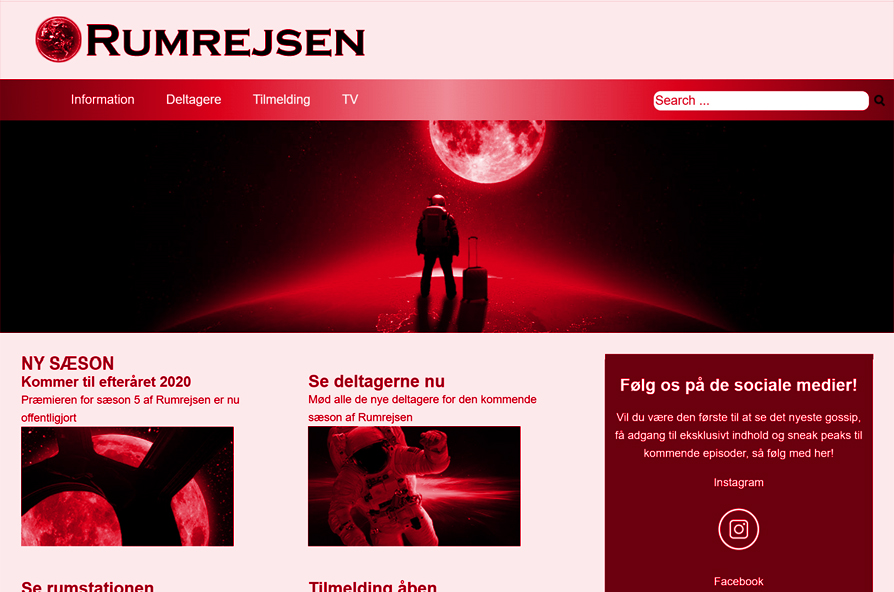 RUMREJSEN
Information Deltagere Tilmelding TV Search ...
NY SÆSON
Kommer til efteråret 2020
Præmieren for sæson 5 af Rumrejsen er nu
offentligjort
Se deltagerne nu
Mød alle de nye deltagere for den kommende
sæson af Rumrejsen
Følg os på de sociale medier!
Vil du være den første til at se det nyeste gossip,
få adgang til eksklusivt indhold og sneak peaks til
kommende episoder, så følg med her!
Instagram
Facebook
Se rumstationen
Tilmelding åben